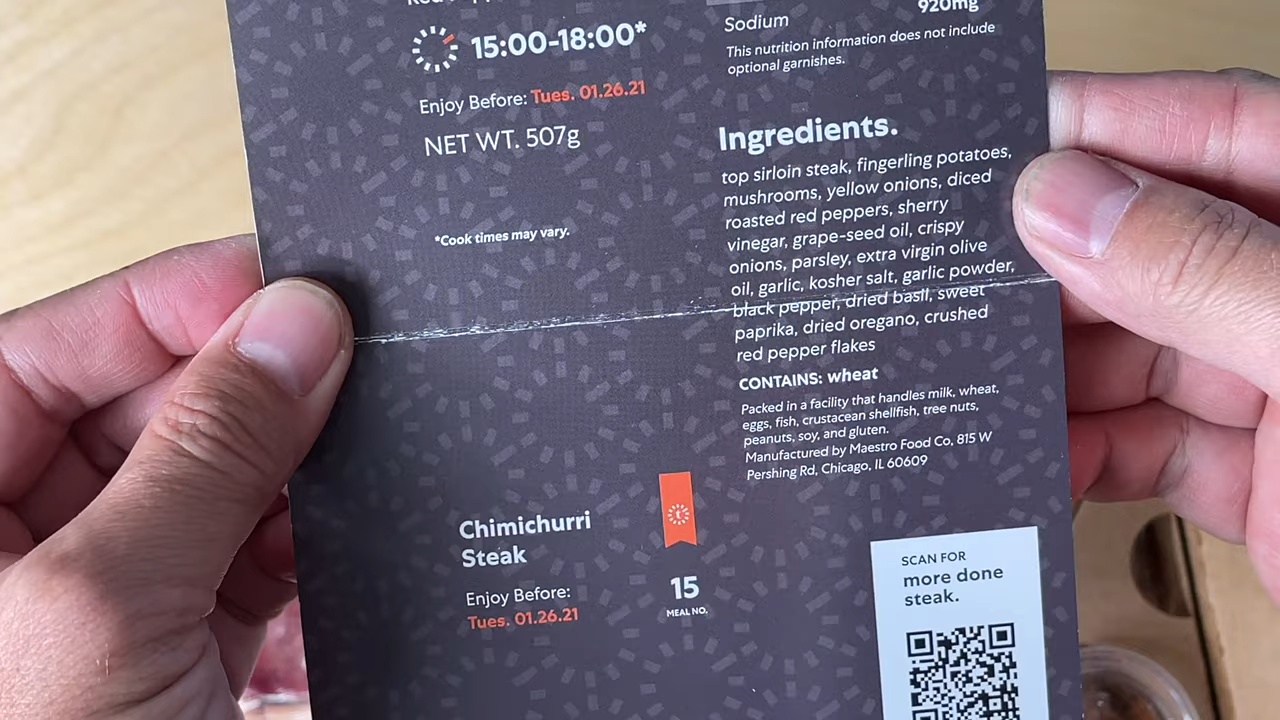 15:00-18:00*
Enjoy Before: Tues. 01.26.21
NET WT. 507g
*Cook times may vary.
Chimichurri
Steak
Enjoy Before:
Tues. 01.26.21
15
MEAL NO.
Sodium 920mg
This nutrition information does not include
optional garnishes.
Ingredients.
top sirloin steak, fingerling potatoes,
mushrooms, yellow onions, diced
roasted red peppers, sherry
vinegar, grape-seed oil, crispy
onions, parsley, extra virgin olive
oil, garlic, kosher salt, garlic powder,
black pepper, dried basil, sweet
paprika, dried oregano, crushed
red pepper flakes
CONTAINS: wheat
Packed in a facility that handles milk, wheat,
eggs, fish, crustacean shellfish, tree nuts,
peanuts, soy, and gluten.
Manufactured by Maestro Food Co. 815 W
Pershing Rd, Chicago, IL 60609
SCAN FOR
more done
steak.